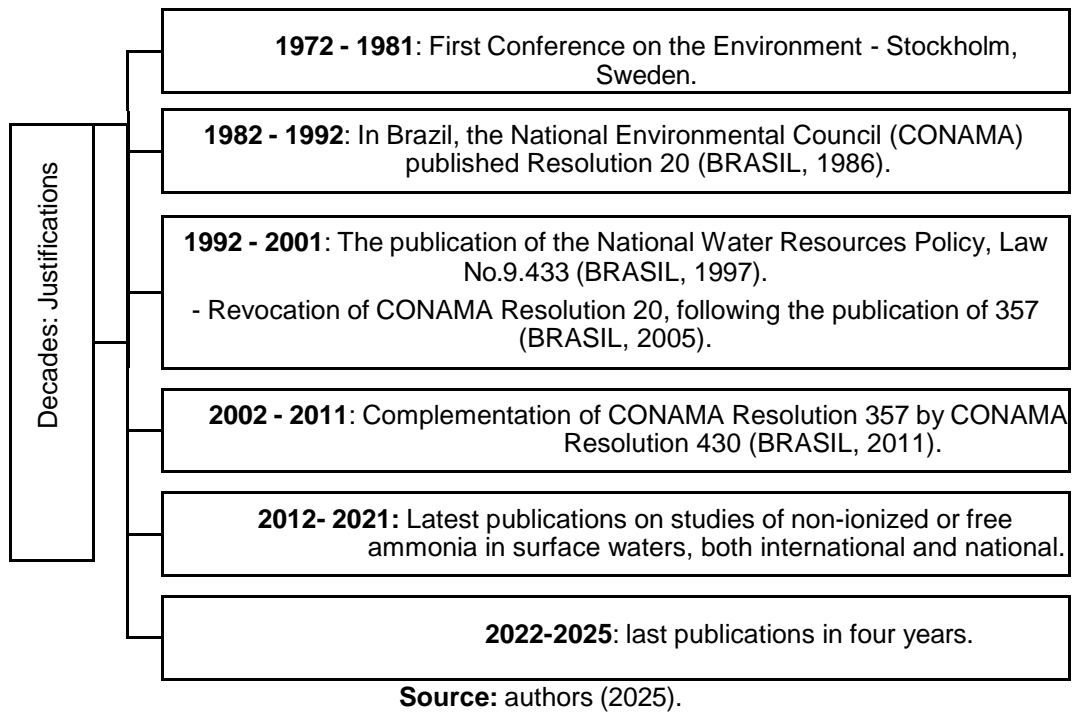 Decades: Justifications
1972 - 1981: First Conference on the Environment - Stockholm,
Sweden.
1982 - 1992: In Brazil, the National Environmental Council (CONAMA)
published Resolution 20 (BRASIL, 1986).
1992 - 2001: The publication of the National Water Resources Policy, Law
No.9.433 (BRASIL, 1997).
- Revocation of CONAMA Resolution 20, following the publication of 357
(BRASIL, 2005).
2002 - 2011: Complementation of CONAMA Resolution 357 by CONAMA
Resolution 430 (BRASIL, 2011).
2012- 2021: Latest publications on studies of non-ionized or free
ammonia in surface waters, both international and national.
2022-2025: last publications in four years.
Source: authors (2025).